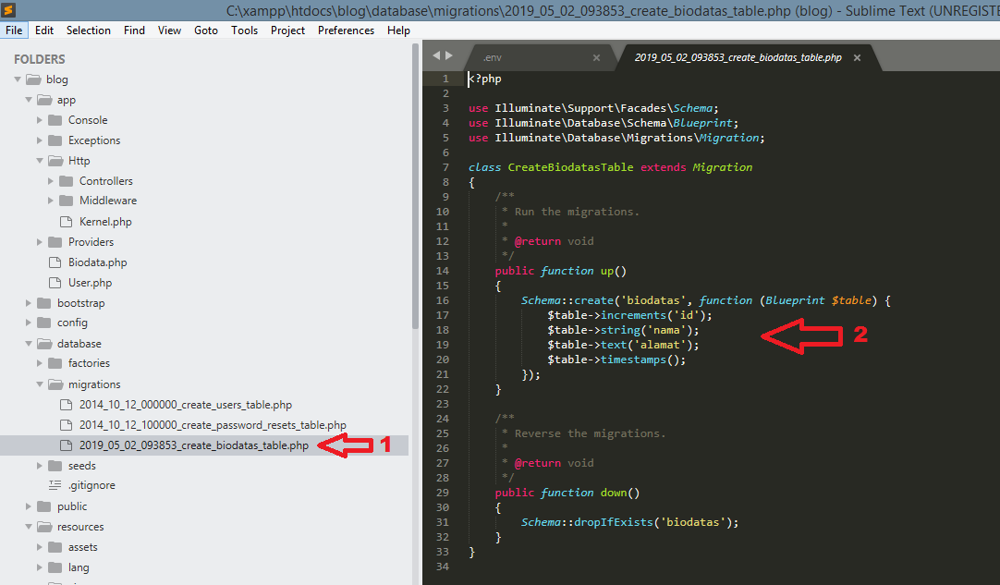 C:\xampp\htdocs\blog\database\migrations\2019_05_02_093853_create_biodatas_table.php (blog) - Sublime Text (UNREGISTE
File Edit Selection Find View Goto Tools Project Preferences Help
FOLDERS
blog
app
Console
Exceptions
Http
Controllers
Middleware
Kernel.php
Providers
Biodata.php
User.php
bootstrap
config
database
factories
migrations
2014_10_12_000000_create_users_table.php
2014_10_12_100000_create_password_resets_table.php
2019_05_02_093853_create_biodatas_table.php 1
seeds
.gitignore
public
resources
assets
lang
.env × 2019_05_02_093853_create_biodatas_table.php ×
1 <?php
2
3 use Illuminate\Support\Facades\Schema;
4 use Illuminate\Database\Schema\Blueprint;
5 use Illuminate\Database\Migrations\Migration;
6
7 class CreateBiodatasTable extends Migration
8 {
9 /**
10 * Run the migrations.
11 *
12 * @return void
13 */
14 public function up()
15 {
16 Schema::create('biodatas', function (Blueprint $table) {
17 $table->increments('id');
18 $table->string('nama'); 2
19 $table->text('alamat');
20 $table->timestamps();
21 });
22 }
23
24 /**
25 * Reverse the migrations.
26 *
27 * @return void
28 */
29 public function down()
30 {
31 Schema::dropIfExists('biodatas');
32 }
33 }
34